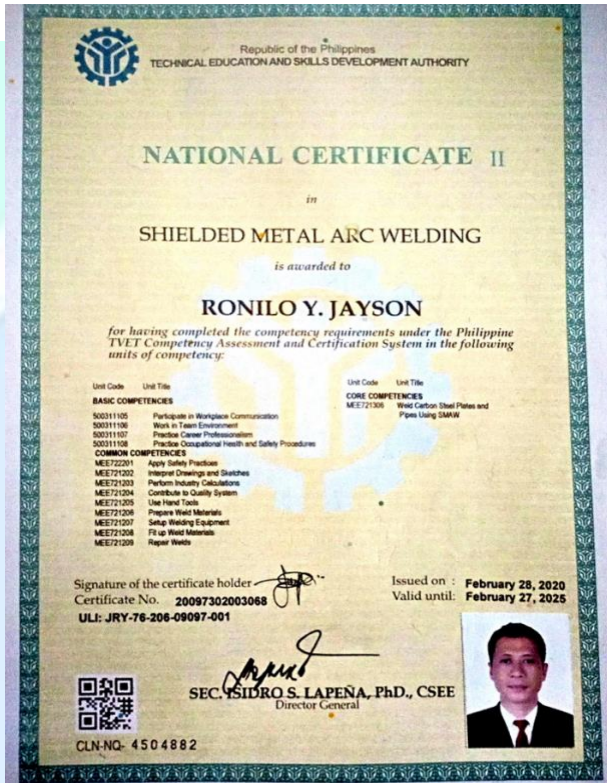 Republic of the Philippines
TECHNICAL EDUCATION AND SKILLS DEVELOPMENT AUTHORITY
NATIONAL CERTIFICATE II
in
SHIELDED METAL ARC WELDING
is awarded to
RONILO Y. JAYSON
for having completed the competency requirements under the Philippine
TVET Competency Assessment and Certification System in the following
units of competency:
Unit Code Unit Title
BASIC COMPETENCIES
500311105 Participate in Workplace Communication
500311106 Work in Team Environment
500311107 Practice Career Professionalism
500311108 Practice Occupational Health and Safety Procedures
COMMON COMPETENCIES
MEE722201 Apply Safety Practices
MEE721202 Interpret Drawings and Sketches
MEE721203 Perform Industry Calculations
MEE721204 Contribute to Quality System
MEE721205 Use Hand Tools
MEE721206 Prepare Weld Materials
MEE721207 Setup Welding Equipment
MEE721208 Fit up Weld Materials
MEE721209 Repair Welds
Unit Code Unit Title
CORE COMPETENCIES
MEE721306 Weld Carbon Steel Plates and
Pipes Using SMAW
Signature of the certificate holder
Certificate No. 20097302003068
ULI: JRY-76-206-09097-001
Issued on : February 28, 2020
Valid until: February 27, 2025
SEC. ISIDRO S. LAPEÑA, PhD., CSEE
Director General
CLN-NQ- 4504882